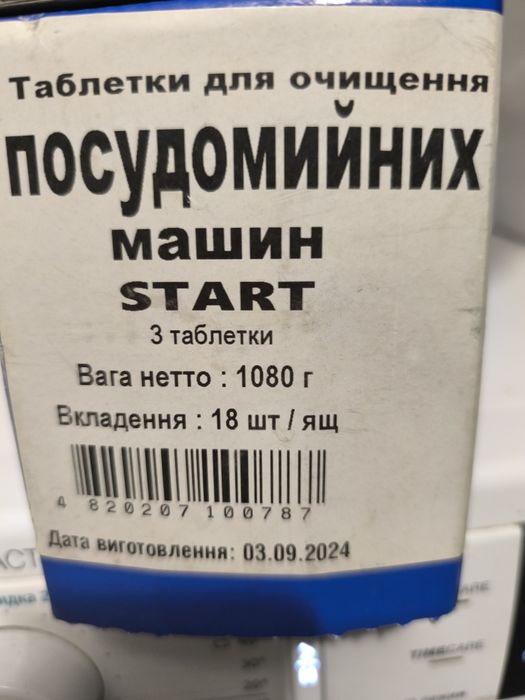 Таблетки для очищення
ПОСУДОМИЙНИХ
машин
START
3 таблетки
Вага нетто : 1080 г
Вкладення : 18 шт / ящ
4 820207 100787
Дата виготовлення: 03.09.2024